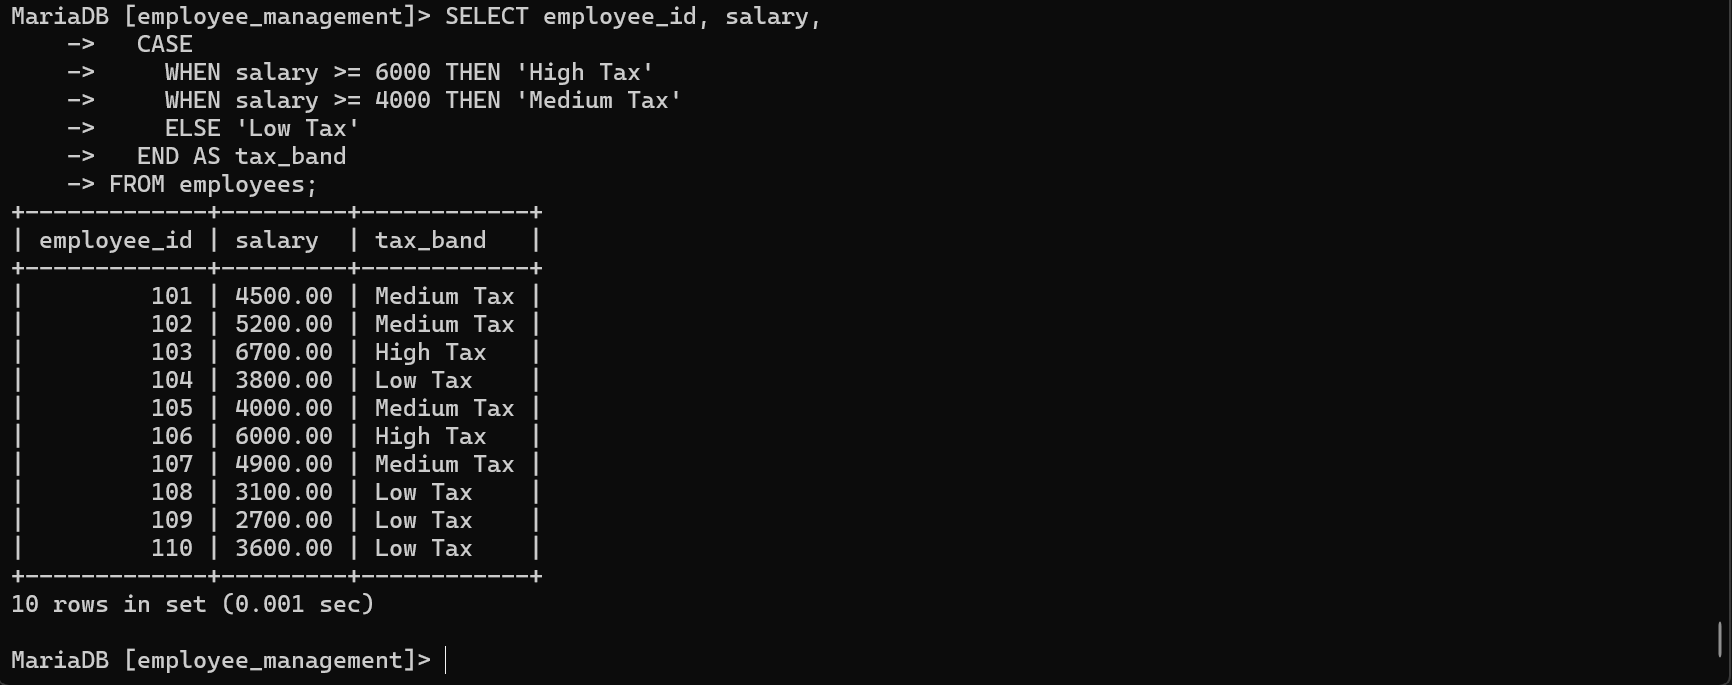 MariaDB [employee_management]> SELECT employee_id, salary,
    ->   CASE
    ->     WHEN salary >= 6000 THEN 'High Tax'
    ->     WHEN salary >= 4000 THEN 'Medium Tax'
    ->     ELSE 'Low Tax'
    ->   END AS tax_band
    -> FROM employees;
+-------------+---------+------------+
| employee_id | salary  | tax_band   |
+-------------+---------+------------+
|         101 | 4500.00 | Medium Tax |
|         102 | 5200.00 | Medium Tax |
|         103 | 6700.00 | High Tax   |
|         104 | 3800.00 | Low Tax    |
|         105 | 4000.00 | Medium Tax |
|         106 | 6000.00 | High Tax   |
|         107 | 4900.00 | Medium Tax |
|         108 | 3100.00 | Low Tax    |
|         109 | 2700.00 | Low Tax    |
|         110 | 3600.00 | Low Tax    |
+-------------+---------+------------+
10 rows in set (0.001 sec)

MariaDB [employee_management]>